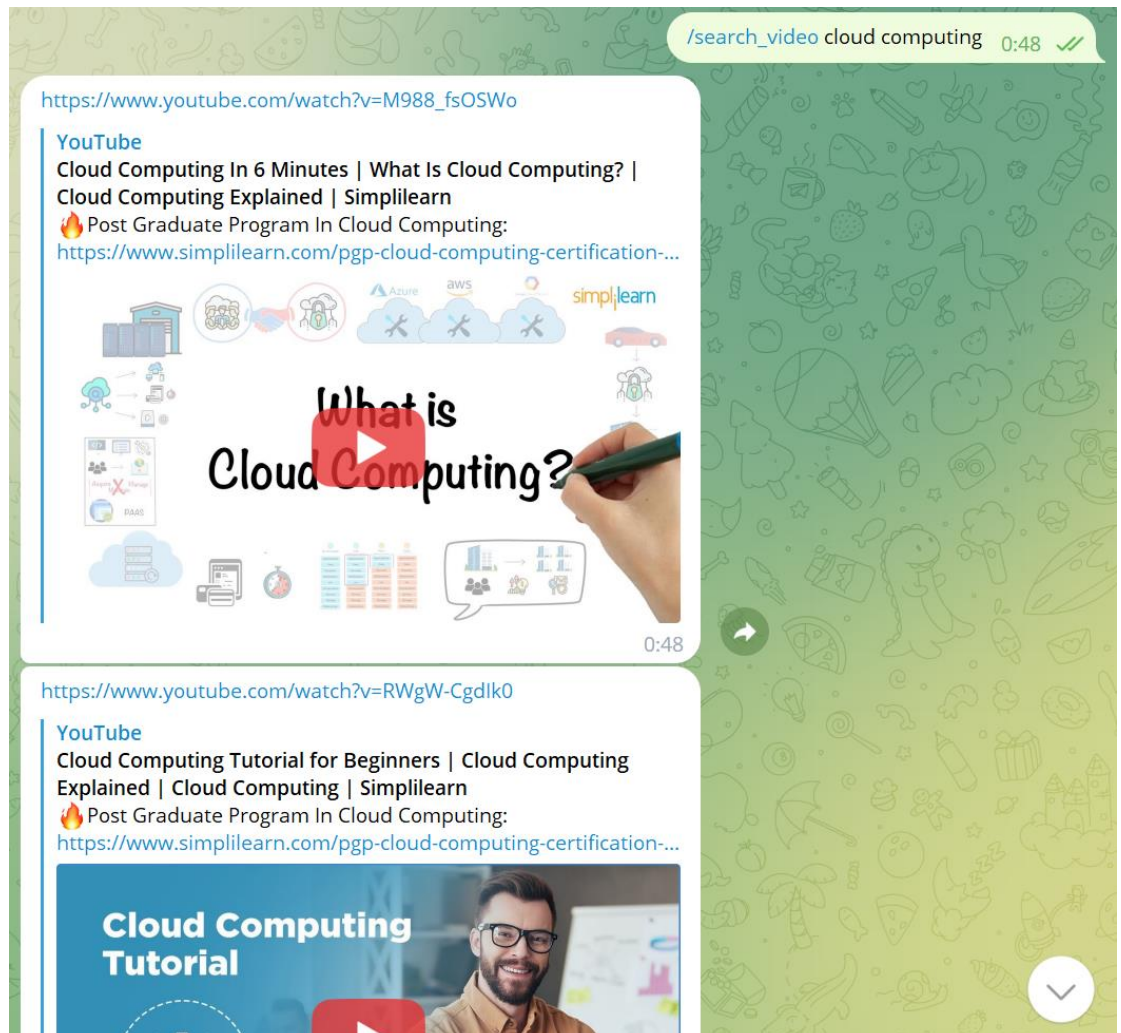 /search_video cloud computing 0:48
https://www.youtube.com/watch?v=M988_fsOSWo
YouTube
Cloud Computing In 6 Minutes | What Is Cloud Computing? |
Cloud Computing Explained | Simplilearn
🔥Post Graduate Program In Cloud Computing:
https://www.simplilearn.com/pgp-cloud-computing-certification-...
Azure aws simplilearn
What is
Cloud Computing?
PAAS
0:48
https://www.youtube.com/watch?v=RWgW-CgdIk0
YouTube
Cloud Computing Tutorial for Beginners | Cloud Computing
Explained | Cloud Computing | Simplilearn
🔥Post Graduate Program In Cloud Computing:
https://www.simplilearn.com/pgp-cloud-computing-certification-...
Cloud Computing
Tutorial